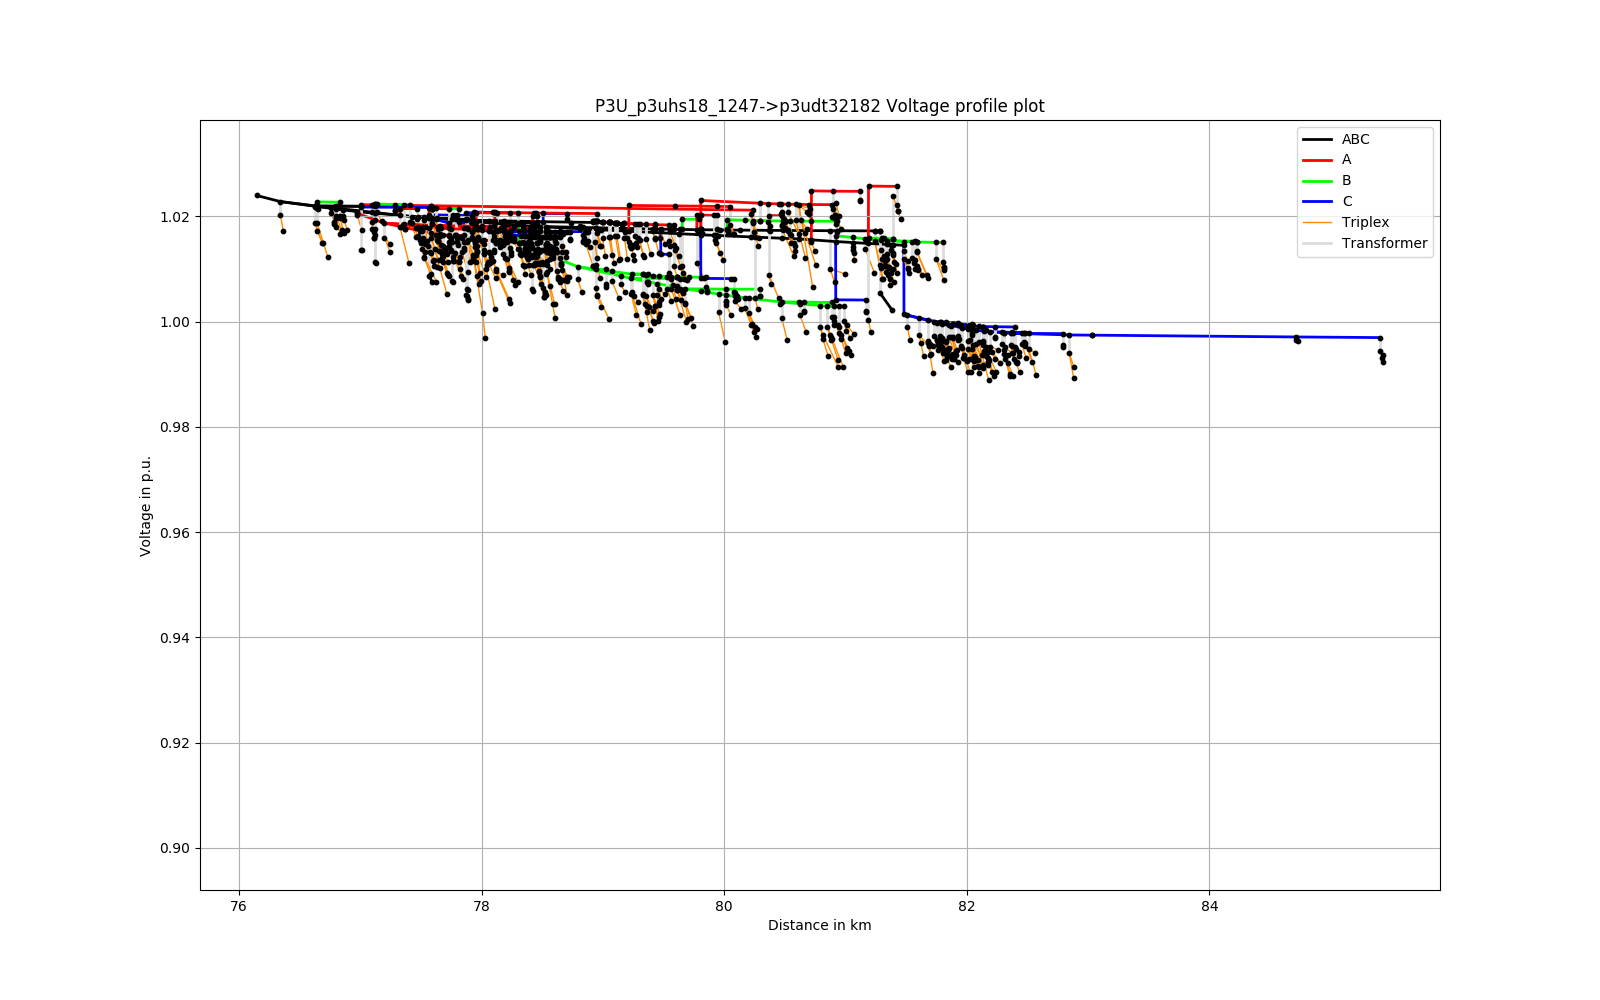 P3U_p3uhs18_1247->p3udt32182 Voltage profile plot
ABC
A
B
C
Triplex
Transformer
1.02
1.00
0.98
0.96
0.94
0.92
0.90
Voltage in p.u.
76 78 80 82 84
Distance in km